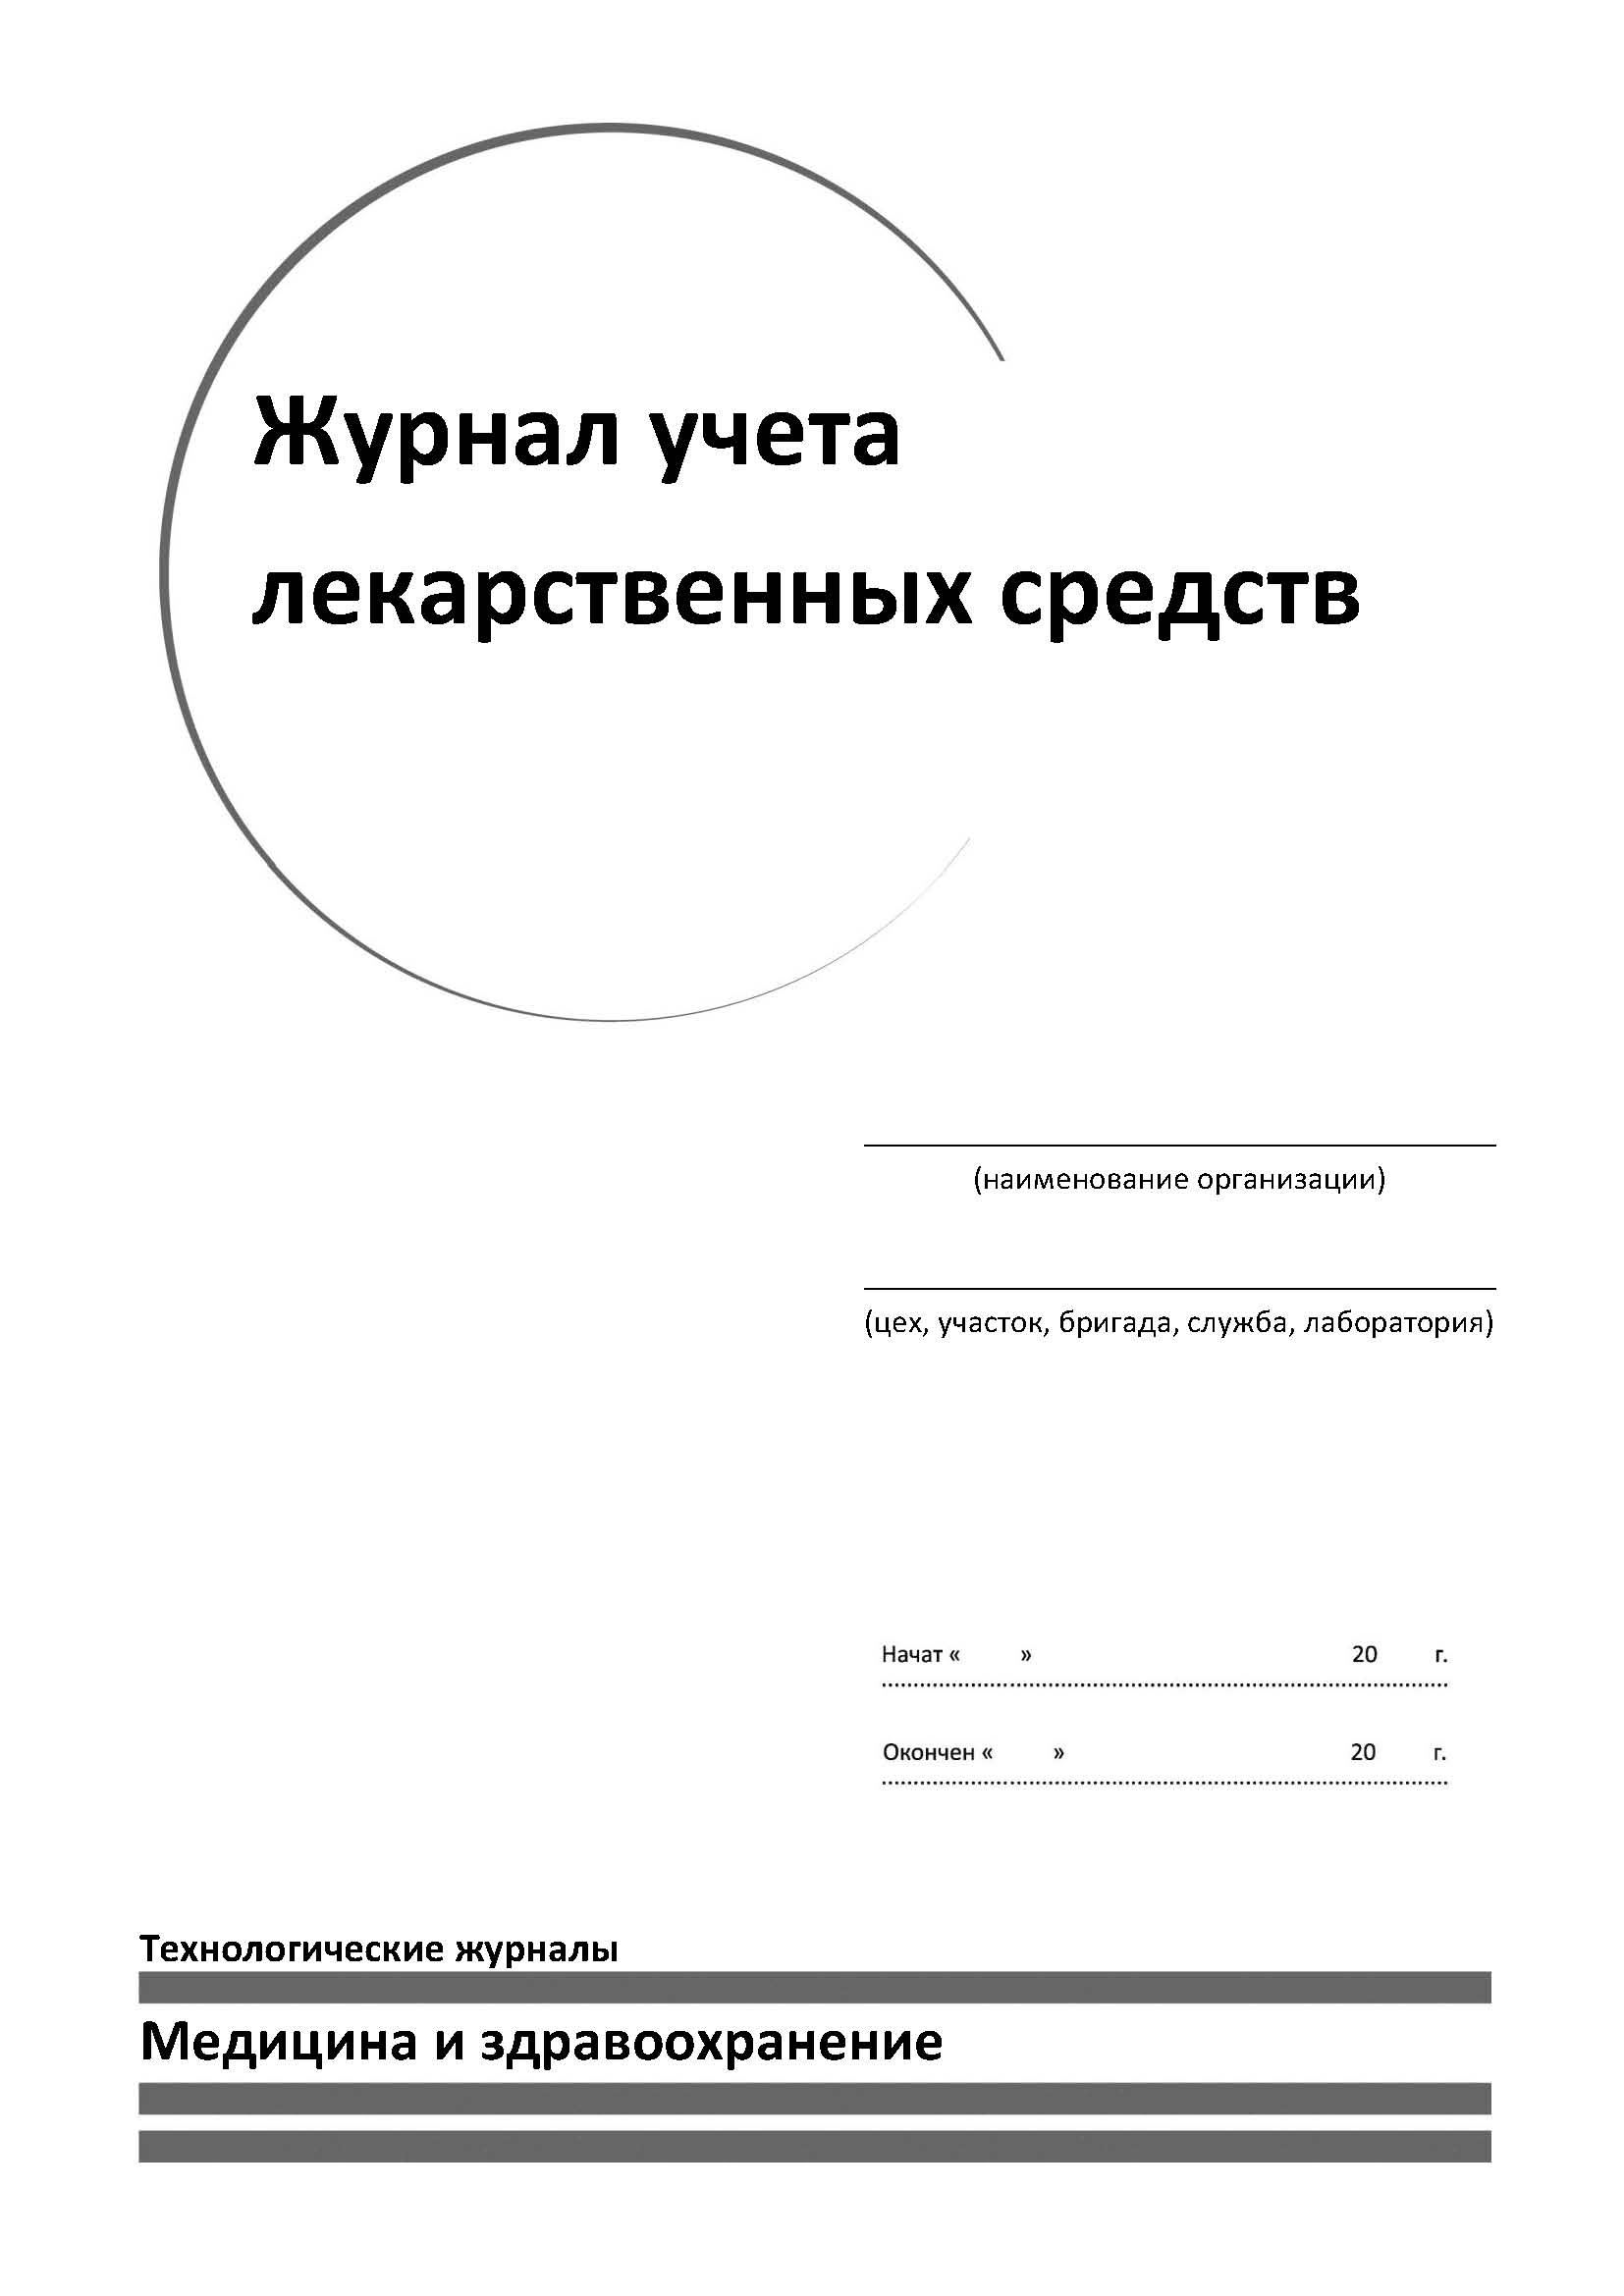 Журнал учета
лекарственных средств
(наименование организации)
(цех, участок, бригада, служба, лаборатория)
Начат « » 20 г.
Окончен « » 20 г.
Технологические журналы
Медицина и здравоохранение